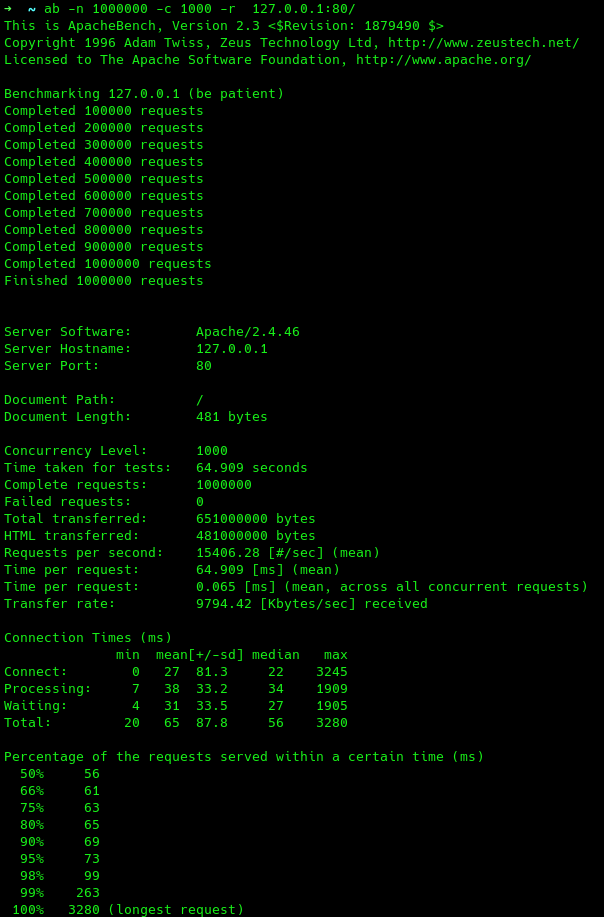 ➜  ~ ab -n 1000000 -c 1000 -r  127.0.0.1:80/
This is ApacheBench, Version 2.3 <$Revision: 1879490 $>
Copyright 1996 Adam Twiss, Zeus Technology Ltd, http://www.zeustech.net/
Licensed to The Apache Software Foundation, http://www.apache.org/

Benchmarking 127.0.0.1 (be patient)
Completed 100000 requests
Completed 200000 requests
Completed 300000 requests
Completed 400000 requests
Completed 500000 requests
Completed 600000 requests
Completed 700000 requests
Completed 800000 requests
Completed 900000 requests
Completed 1000000 requests
Finished 1000000 requests


Server Software:        Apache/2.4.46
Server Hostname:        127.0.0.1
Server Port:            80

Document Path:          /
Document Length:        481 bytes

Concurrency Level:      1000
Time taken for tests:   64.909 seconds
Complete requests:      1000000
Failed requests:        0
Total transferred:      651000000 bytes
HTML transferred:       481000000 bytes
Requests per second:    15406.28 [#/sec] (mean)
Time per request:       64.909 [ms] (mean)
Time per request:       0.065 [ms] (mean, across all concurrent requests)
Transfer rate:          9794.42 [Kbytes/sec] received

Connection Times (ms)
              min  mean[+/-sd] median   max
Connect:        0   27  81.3     22    3245
Processing:     7   38  33.2     34    1909
Waiting:        4   31  33.5     27    1905
Total:         20   65  87.8     56    3280

Percentage of the requests served within a certain time (ms)
  50%     56
  66%     61
  75%     63
  80%     65
  90%     69
  95%     73
  98%     99
  99%    263
 100%   3280 (longest request)